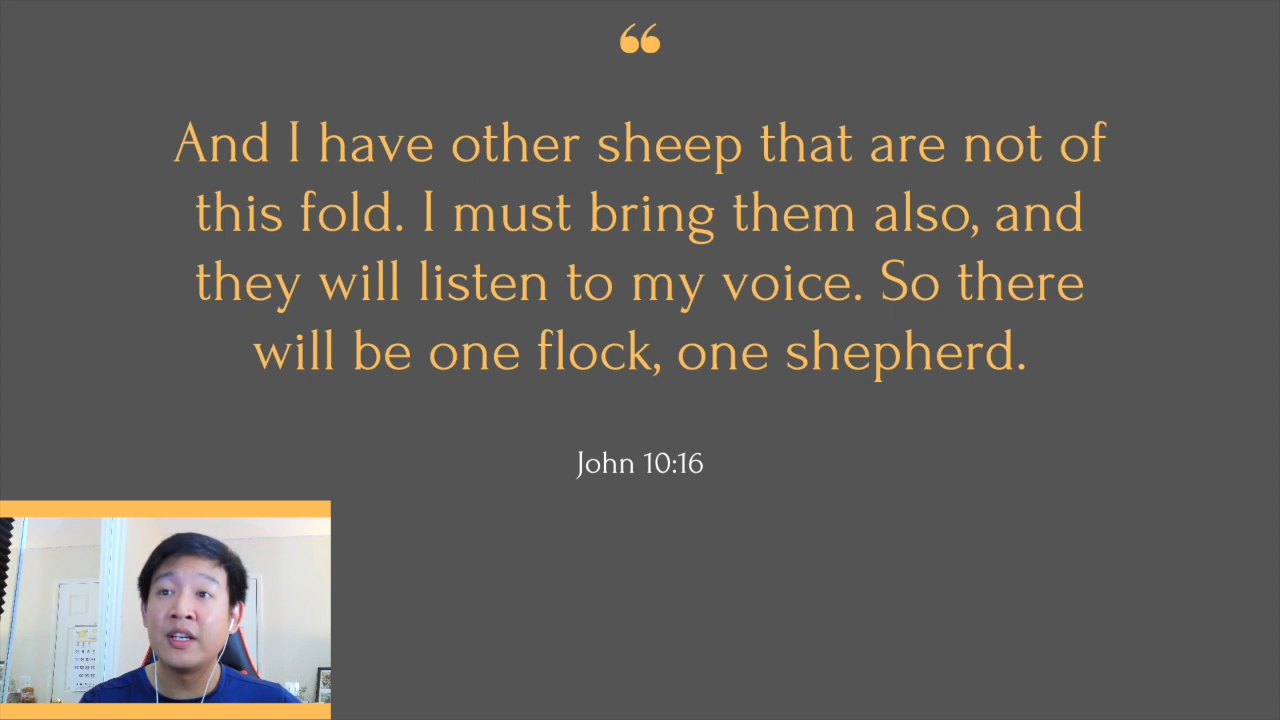 “
And I have other sheep that are not of
this fold. I must bring them also, and
they will listen to my voice. So there
will be one flock, one shepherd.
John 10:16